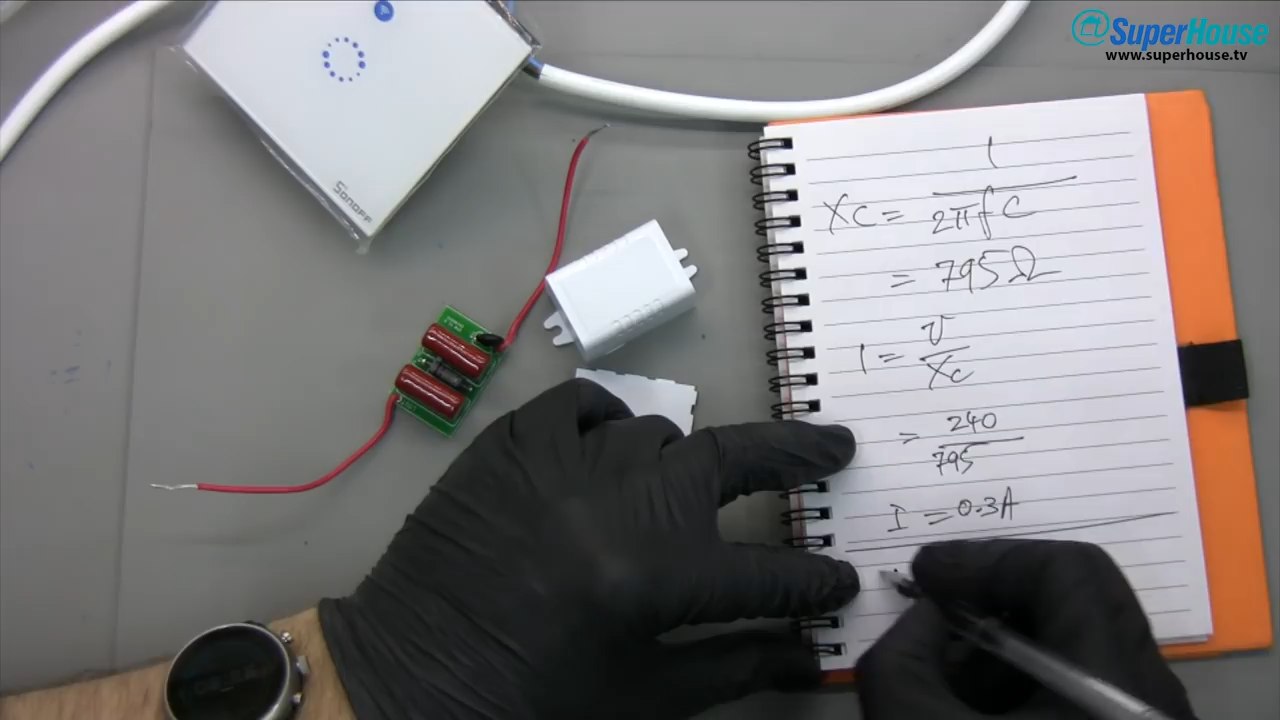 @SuperHouse
www.superhouse.tv
SONOFF
1
XC = 2πfC
= 795Ω
I = V
Xc
= 240
795
I = 0.3A